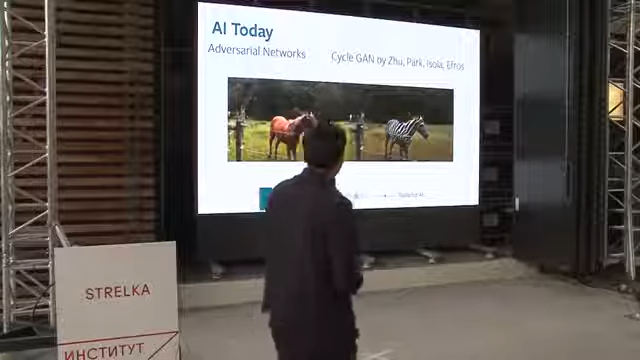 AI Today
Adversarial Networks
Cycle GAN by Zhu, Park, Isola, Efros
STRELKA
ИНСТИТУТ